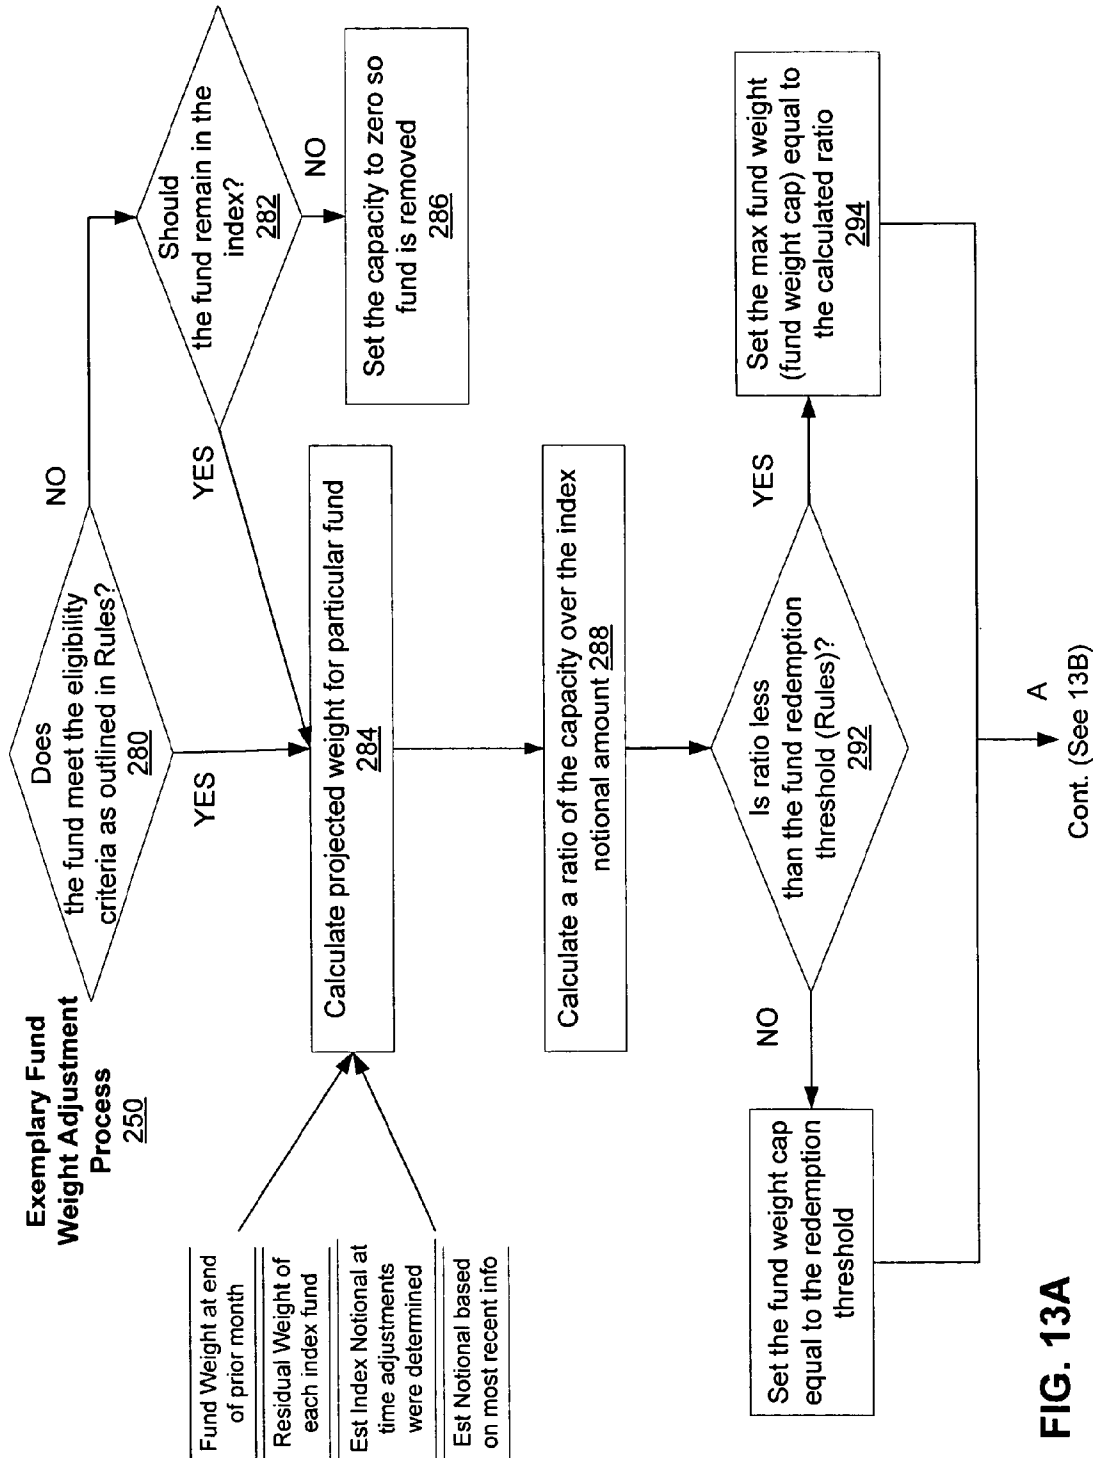 Exemplary Fund
Weight Adjustment
Process
250
Does
the fund meet the eligibility
criteria as outlined in Rules?
280
NO
YES
Should
the fund remain in the
index?
282
YES
NO
Set the capacity to zero so
fund is removed
286
Fund Weight at end
of prior month
Residual Weight of
each index fund
Est Index Notional at
time adjustments
were determined
Est Notional based
on most recent info
Calculate projected weight for particular fund
284
Calculate a ratio of the capacity over the index
notional amount 288
Is ratio less
than the fund redemption
threshold (Rules)?
292
NO
YES
Set the fund weight cap
equal to the redemption
threshold
Set the max fund weight
(fund weight cap) equal to
the calculated ratio
294
A
Cont. (See 13B)
FIG. 13A